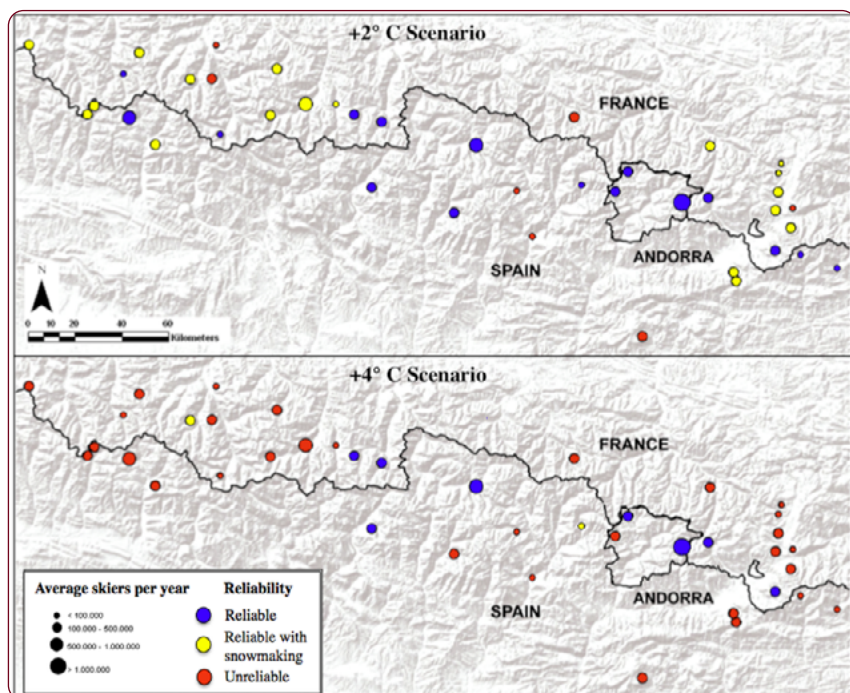 +2° C Scenario
FRANCE
SPAIN
ANDORRA
N
0 10 20 40 60
Kilometers
+4° C Scenario
FRANCE
SPAIN
ANDORRA
Average skiers per year
< 100.000
100.000 - 500.000
500.000 - 1.000.000
> 1.000.000
Reliability
Reliable
Reliable with
snowmaking
Unreliable